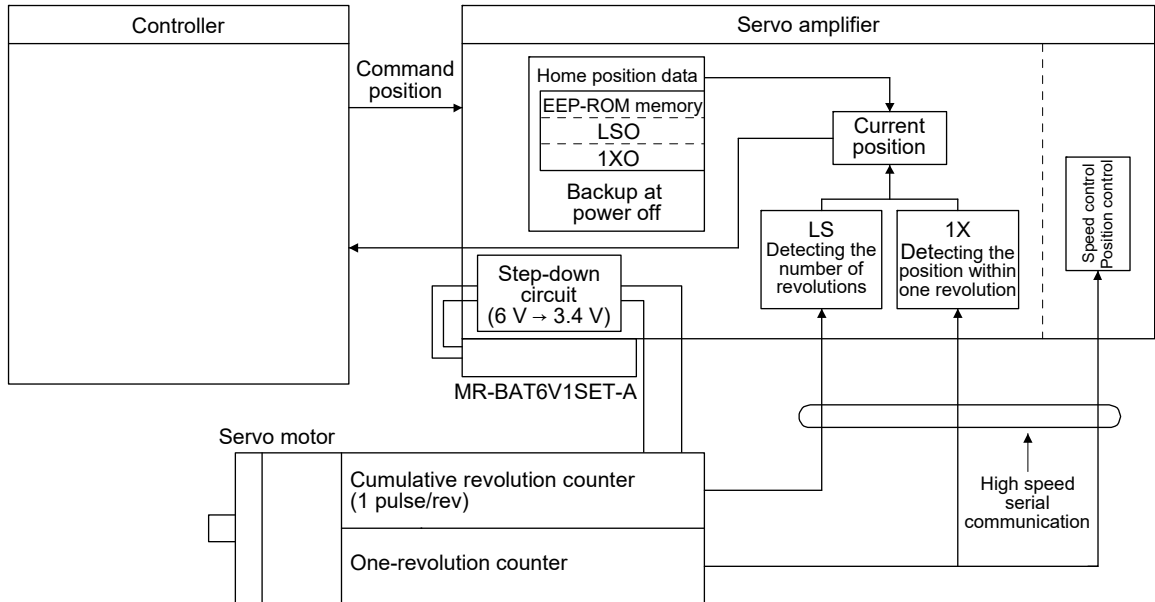 Controller
Servo amplifier
Command
position
Home position data
EEP-ROM memory
LSO
1XO
Backup at
power off
Current
position
LS
Detecting the
number of
revolutions
1X
Detecting the
position within
one revolution
Speed control
Position control
Step-down
circuit
(6 V → 3.4 V)
MR-BAT6V1SET-A
Servo motor
Cumulative revolution counter
(1 pulse/rev)
One-revolution counter
High speed
serial
communication